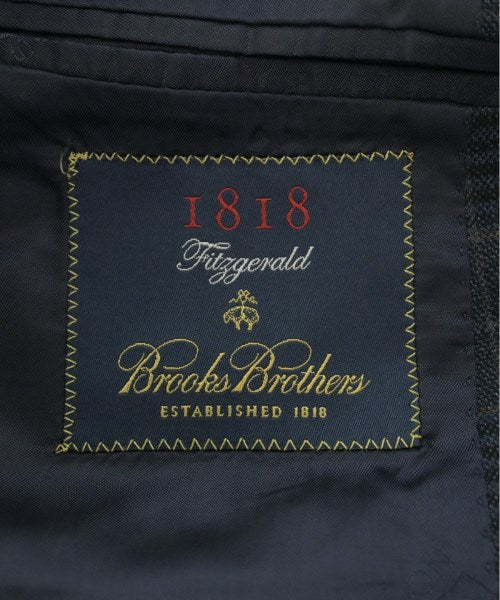 1818
Fitzgerald
Brooks Brothers
ESTABLISHED 1818